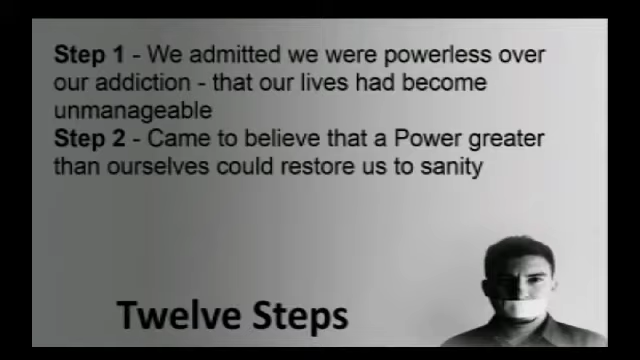 Step 1 - We admitted we were powerless over
our addiction - that our lives had become
unmanageable
Step 2 - Came to believe that a Power greater
than ourselves could restore us to sanity
Twelve Steps